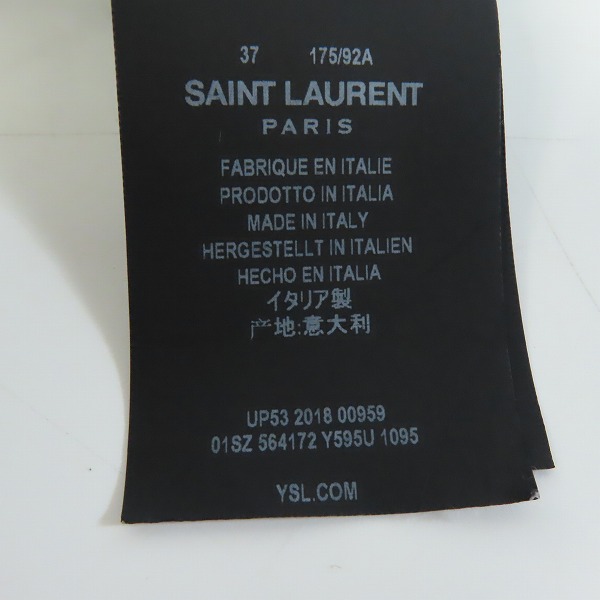 37 175/92A
SAINT LAURENT
PARIS
FABRIQUE EN ITALIE
PRODOTTO IN ITALIA
MADE IN ITALY
HERGESTELLT IN ITALIEN
HECHO EN ITALIA
イタリア製
产地:意大利
UP53 2018 00959
01SZ 564172 Y595U 1095
YSL.COM